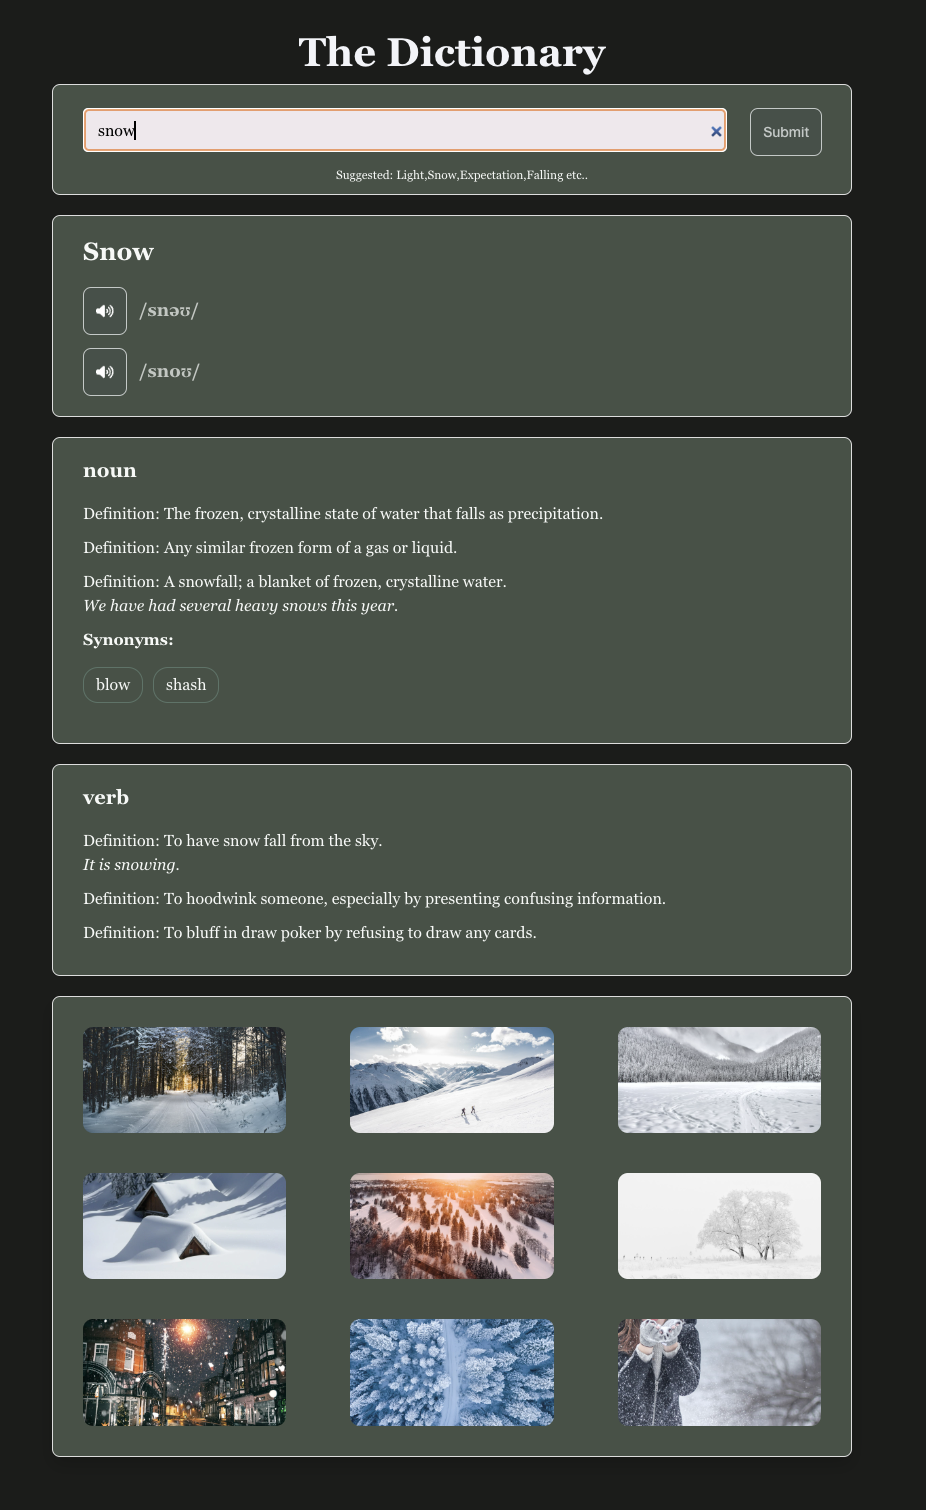 The Dictionary
snow
Submit
Suggested: Light,Snow,Expectation,Falling etc..
Snow
/snəʊ/
/snoʊ/
noun
Definition: The frozen, crystalline state of water that falls as precipitation.
Definition: Any similar frozen form of a gas or liquid.
Definition: A snowfall; a blanket of frozen, crystalline water.
We have had several heavy snows this year.
Synonyms:
blow shash
verb
Definition: To have snow fall from the sky.
It is snowing.
Definition: To hoodwink someone, especially by presenting confusing information.
Definition: To bluff in draw poker by refusing to draw any cards.